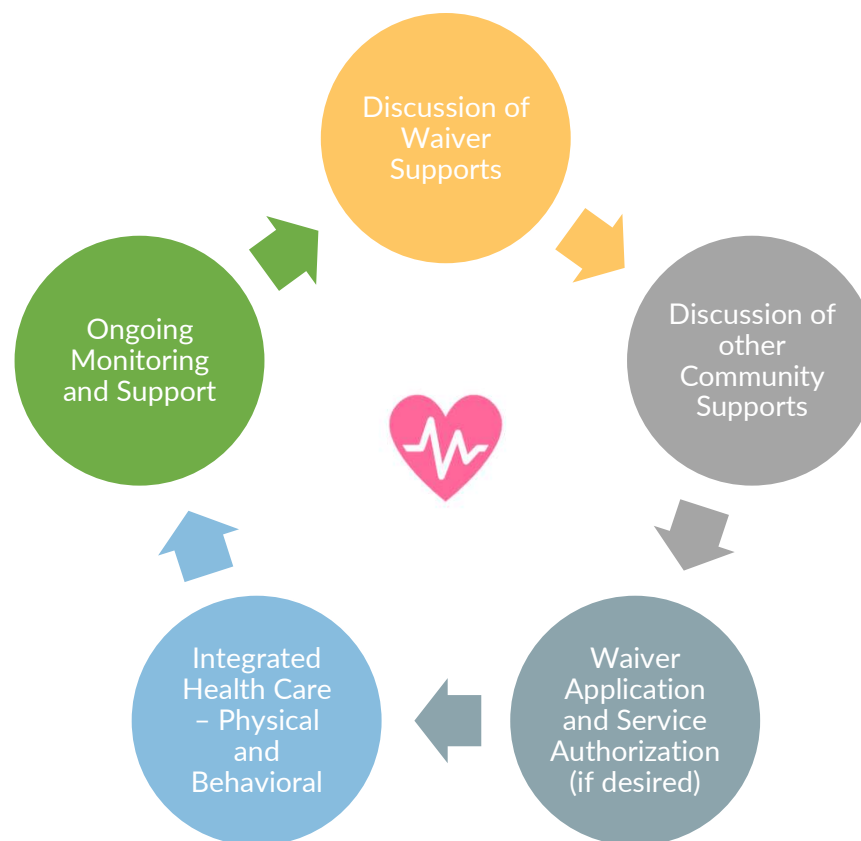 Discussion of
Waiver
Supports
Discussion of
other
Community
Supports
Waiver
Application
and Service
Authorization
(if desired)
Integrated
Health Care
– Physical
and
Behavioral
Ongoing
Monitoring
and Support